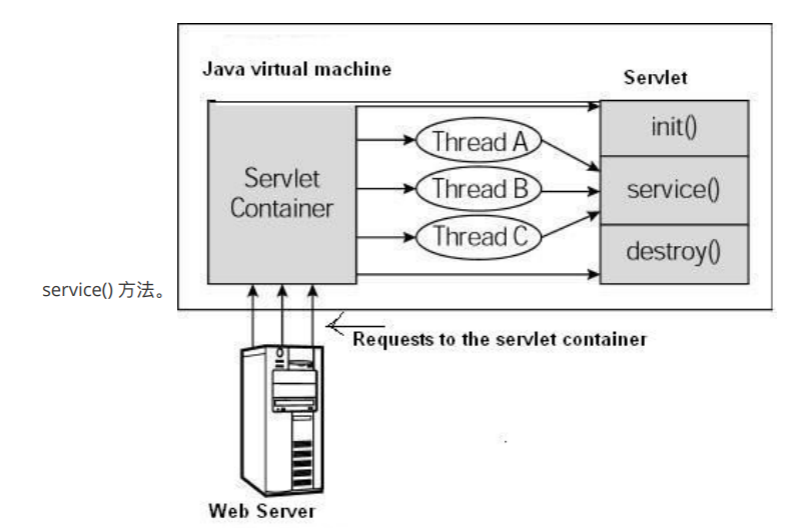 Java virtual machine
Servlet
Servlet
Container
Thread A
Thread B
Thread C
init()
service()
destroy()
service() 方法。
Requests to the servlet container
Web Server